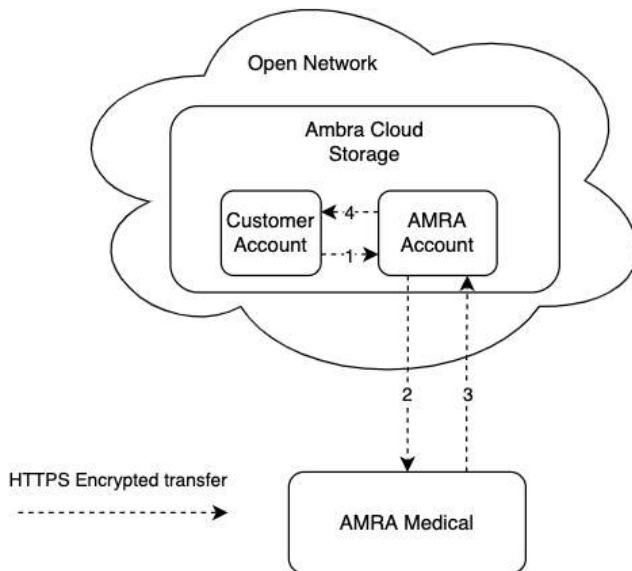 Open Network
Ambra Cloud
Storage
Customer
Account
4
1
AMRA
Account
2
3
HTTPS Encrypted transfer
AMRA Medical